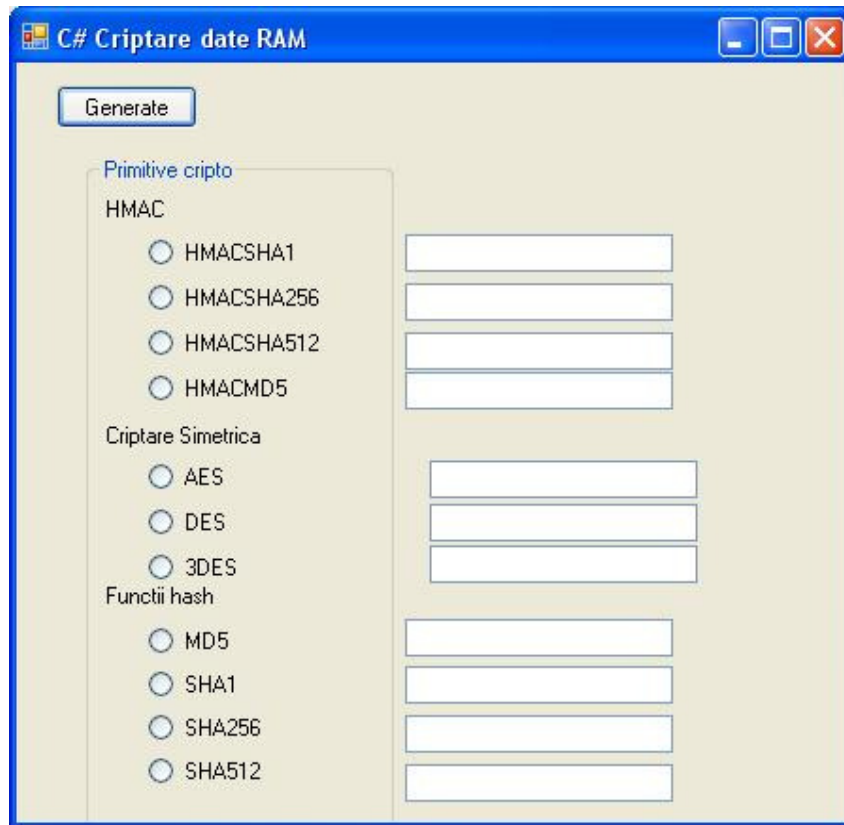 C# Criptare date RAM
Generate
Primitive cripto
HMAC
HMACSHA1
HMACSHA256
HMACSHA512
HMACMD5
Criptare Simetrica
AES
DES
3DES
Functii hash
MD5
SHA1
SHA256
SHA512